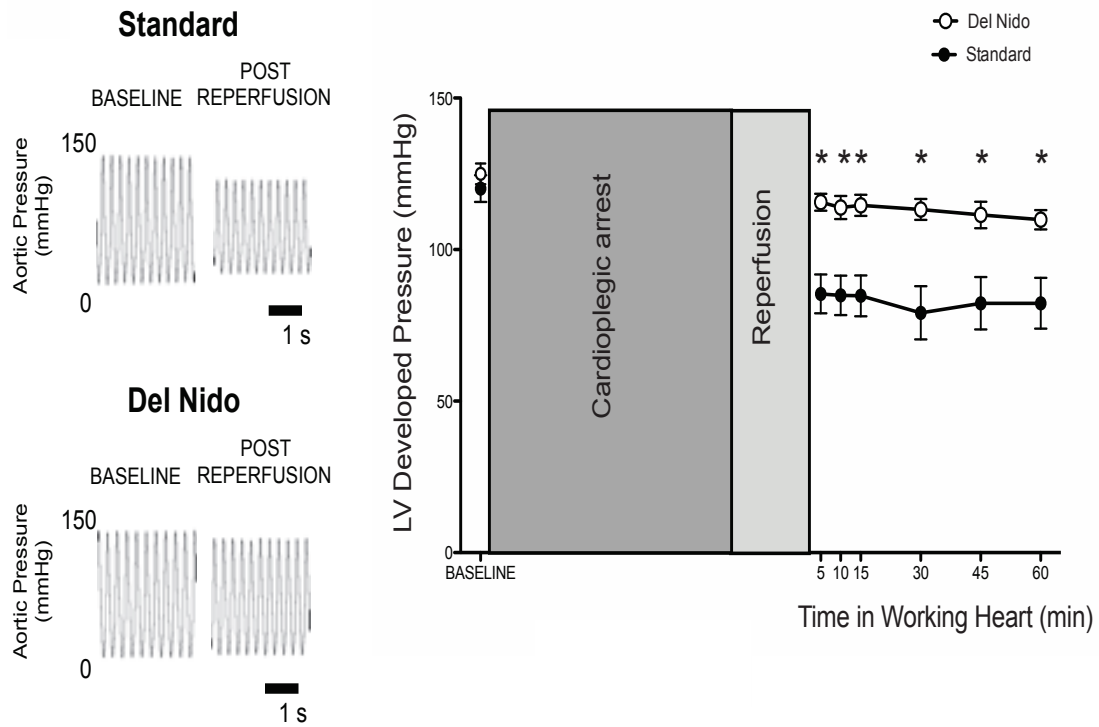 Standard
BASELINE
POST
REPERFUSION
Aortic Pressure
(mmHg)
150
0
1 s
Del Nido
BASELINE
POST
REPERFUSION
Aortic Pressure
(mmHg)
150
0
1 s
Del Nido
Standard
LV Developed Pressure (mmHg)
150
100
50
0
Cardioplegic arrest
Reperfusion
* * * * * *
BASELINE
5 10 15 30 45 60
Time in Working Heart (min)